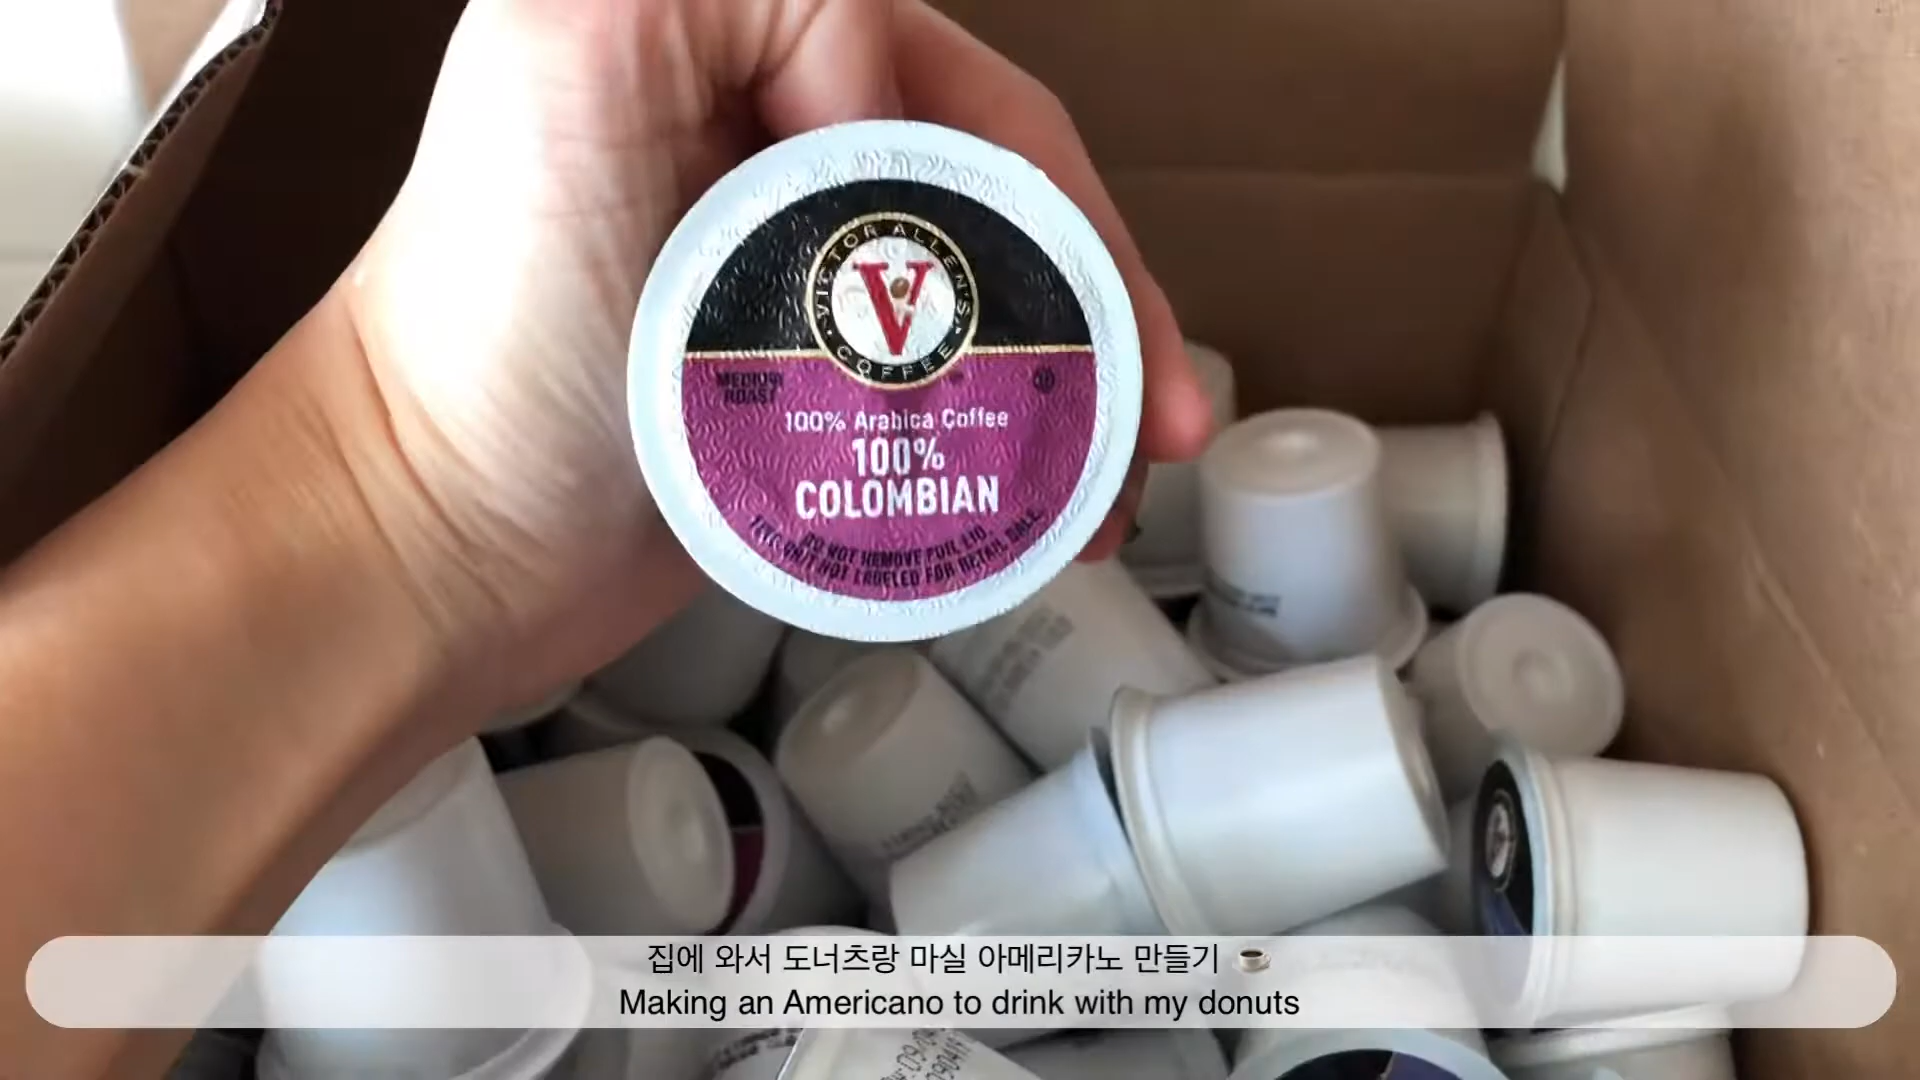 VICTOR ALLEN'S
COFFEE
V
MEDIUM
ROAST
100% Arabica Coffee
100%
COLOMBIAN
DO NOT REMOVE FOIL LID
THIS UNIT NOT LABELED FOR RETAIL SALE
집에 와서 도너츠랑 마실 아메리카노 만들기 ☕
Making an Americano to drink with my donuts